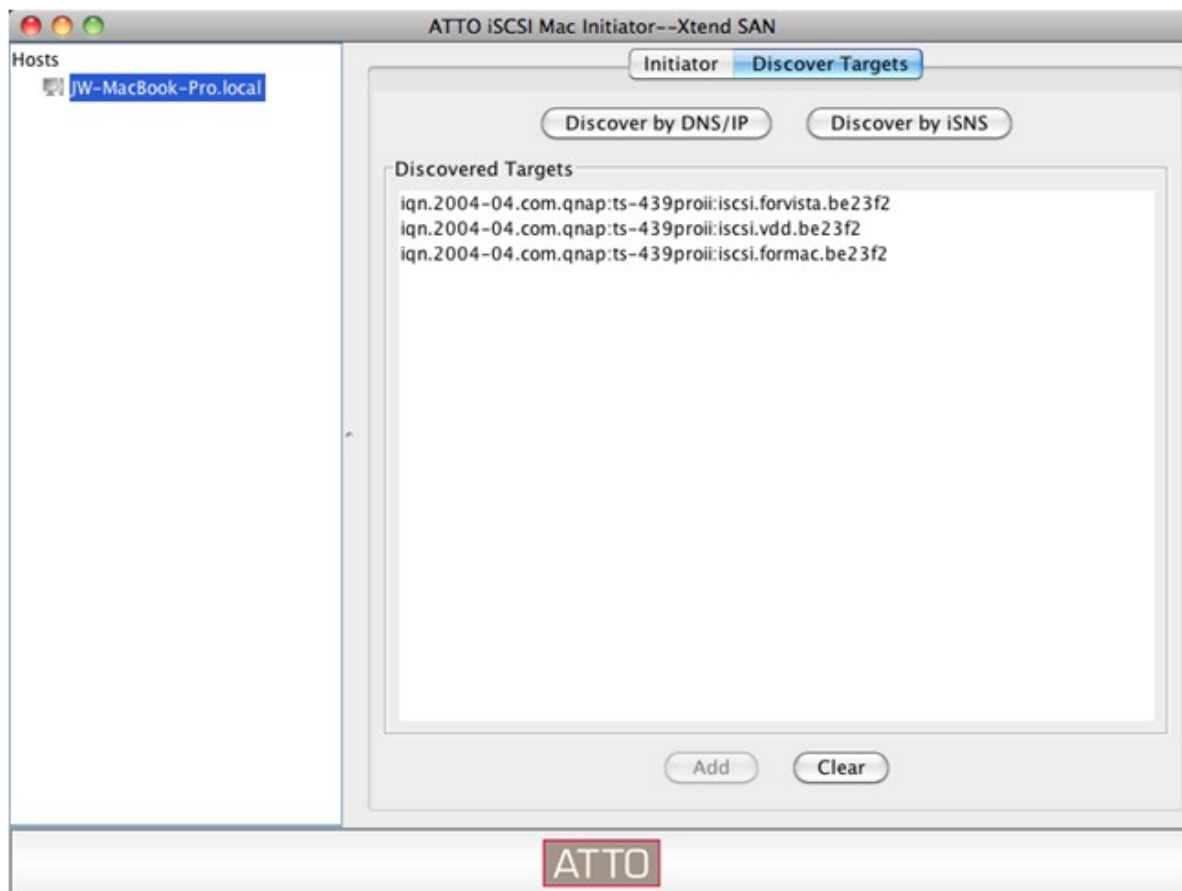 ATTO iSCSI Mac Initiator--Xtend SAN
Hosts
JW-MacBook-Pro.local
Initiator
Discover Targets
Discover by DNS/IP
Discover by iSNS
Discovered Targets
iqn.2004-04.com.qnap:ts-439proii:iscsi.forvista.be23f2
iqn.2004-04.com.qnap:ts-439proii:iscsi.vdd.be23f2
iqn.2004-04.com.qnap:ts-439proii:iscsi.formac.be23f2
Add
Clear
ATTO